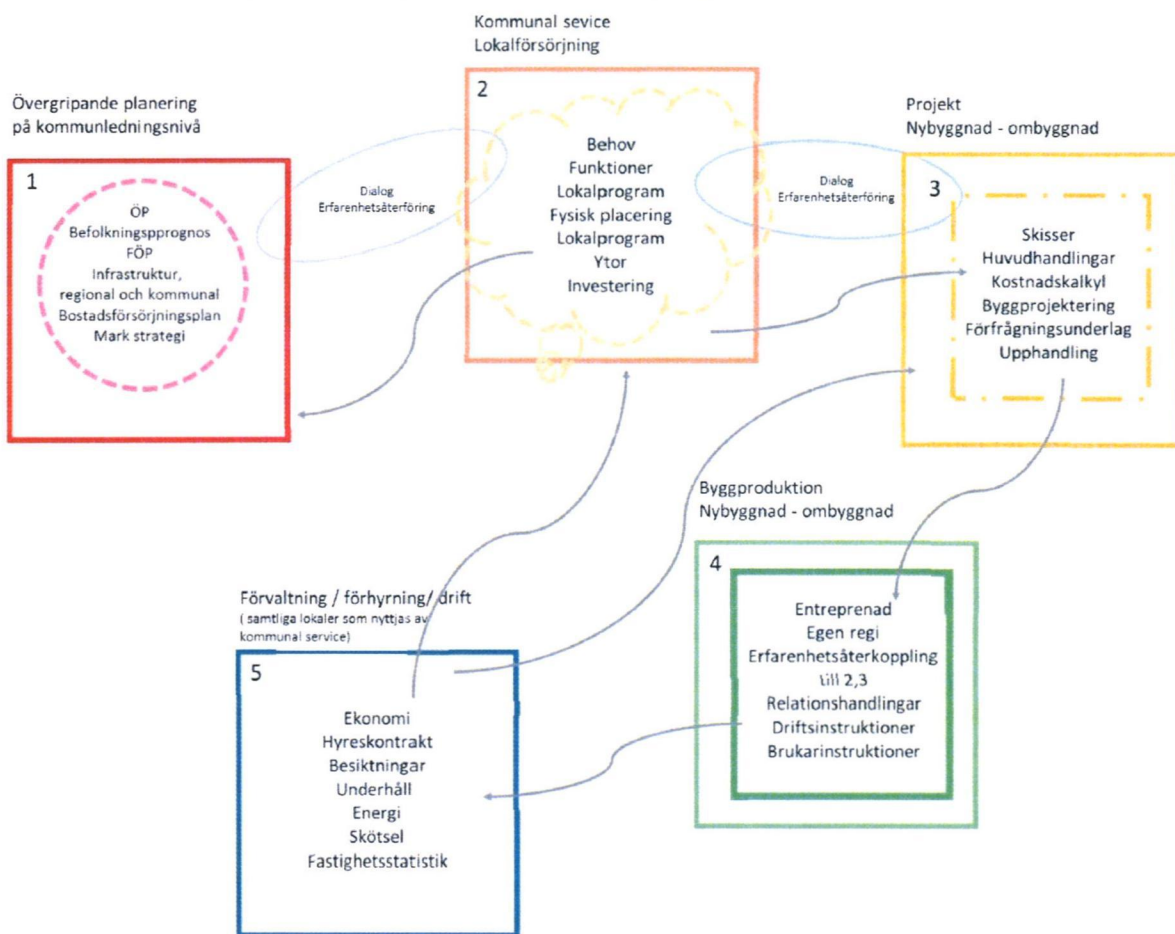 Kommunal sevice
Lokalförsörjning
Övergripande planering
på kommunledningsnivå
1
ÖP
Befolkningspprognos
FÖP
Infrastruktur,
regional och kommunal
Bostadsförsörjningsplan
Mark strategi
Dialog
Erfarenhetsåterföring
2
Behov
Funktioner
Lokalprogram
Fysisk placering
Lokalprogram
Ytor
Investering
Dialog
Erfarenhetsåterföring
Projekt
Nybyggnad - ombyggnad
3
Skisser
Huvudhandlingar
Kostnadskalkyl
Byggprojektering
Förfrågningsunderlag
Upphandling
Byggproduktion
Nybyggnad - ombyggnad
4
Entreprenad
Egen regi
Erfarenhetsåterkoppling
till 2,3
Relationshandlingar
Driftsinstruktioner
Brukarinstruktioner
Förvaltning / förhyrning/ drift
( samtliga lokaler som nyttjas av
kommunal service)
5
Ekonomi
Hyreskontrakt
Besiktningar
Underhåll
Energi
Skötsel
Fastighetsstatistik